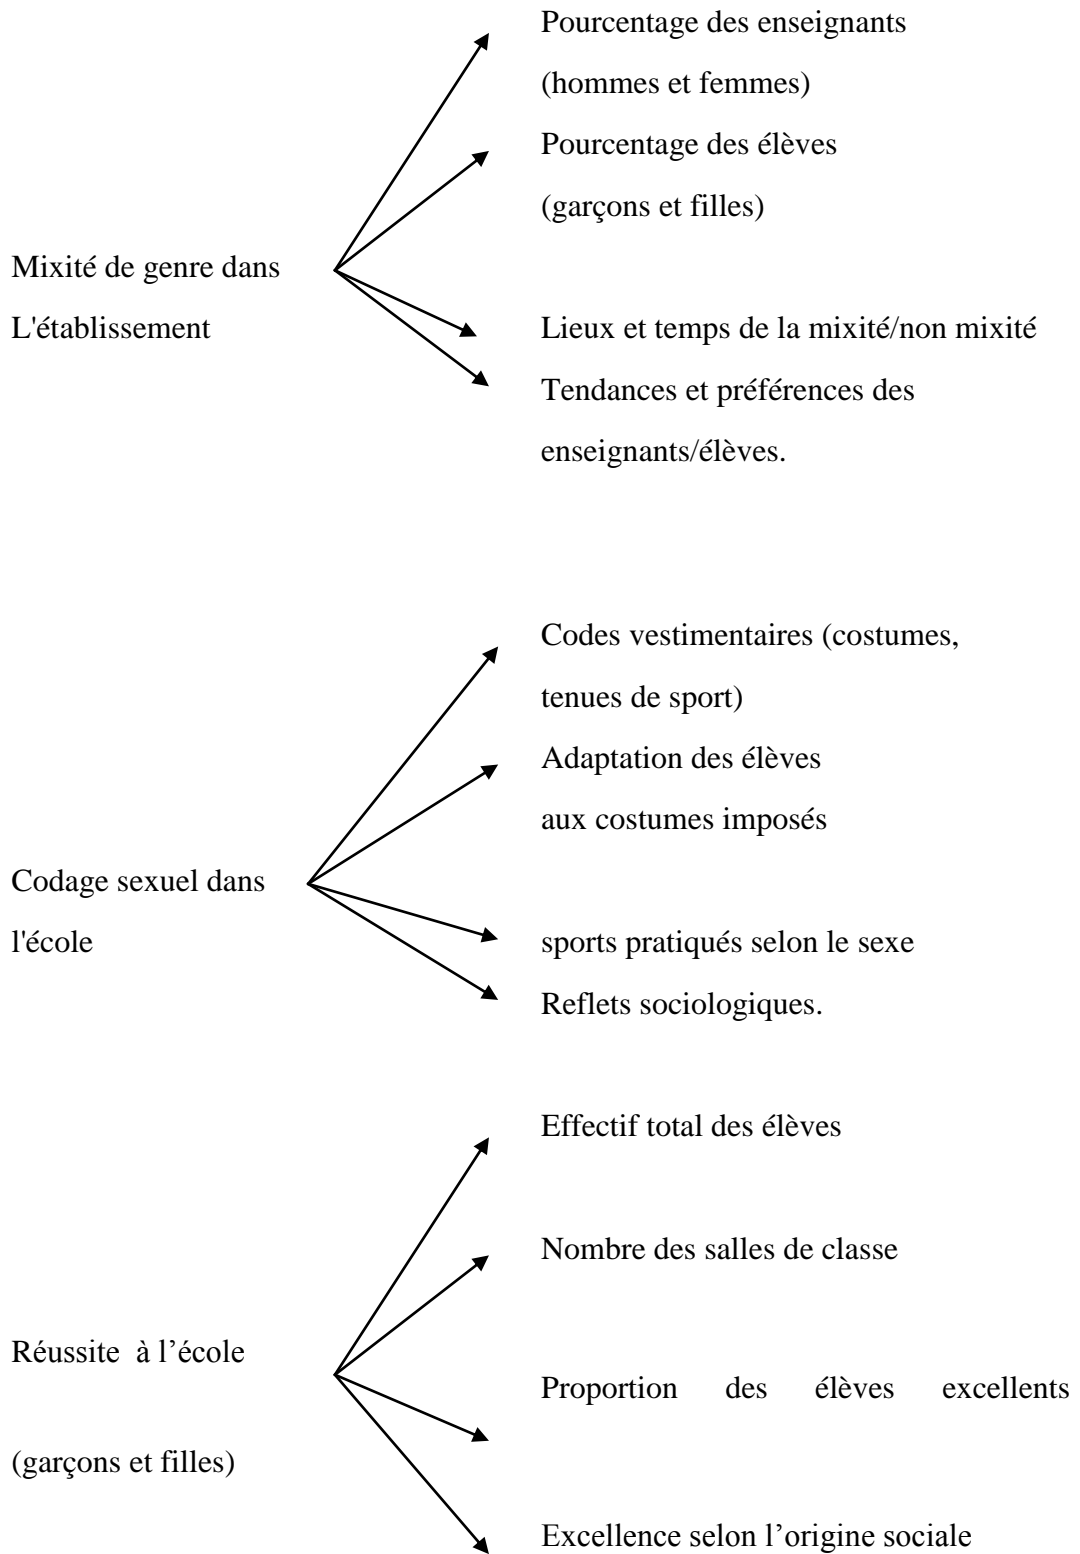 Pourcentage des enseignants
(hommes et femmes)
Pourcentage des élèves
(garçons et filles)
Mixité de genre dans
L'établissement
Lieux et temps de la mixité/non mixité
Tendances et préférences des
enseignants/élèves.
Codes vestimentaires (costumes,
tenues de sport)
Adaptation des élèves
aux costumes imposés
Codage sexuel dans
l'école
sports pratiqués selon le sexe
Reflets sociologiques.
Effectif total des élèves
Nombre des salles de classe
Réussite à l’école
(garçons et filles)
Proportion des élèves excellents
Excellence selon l’origine sociale